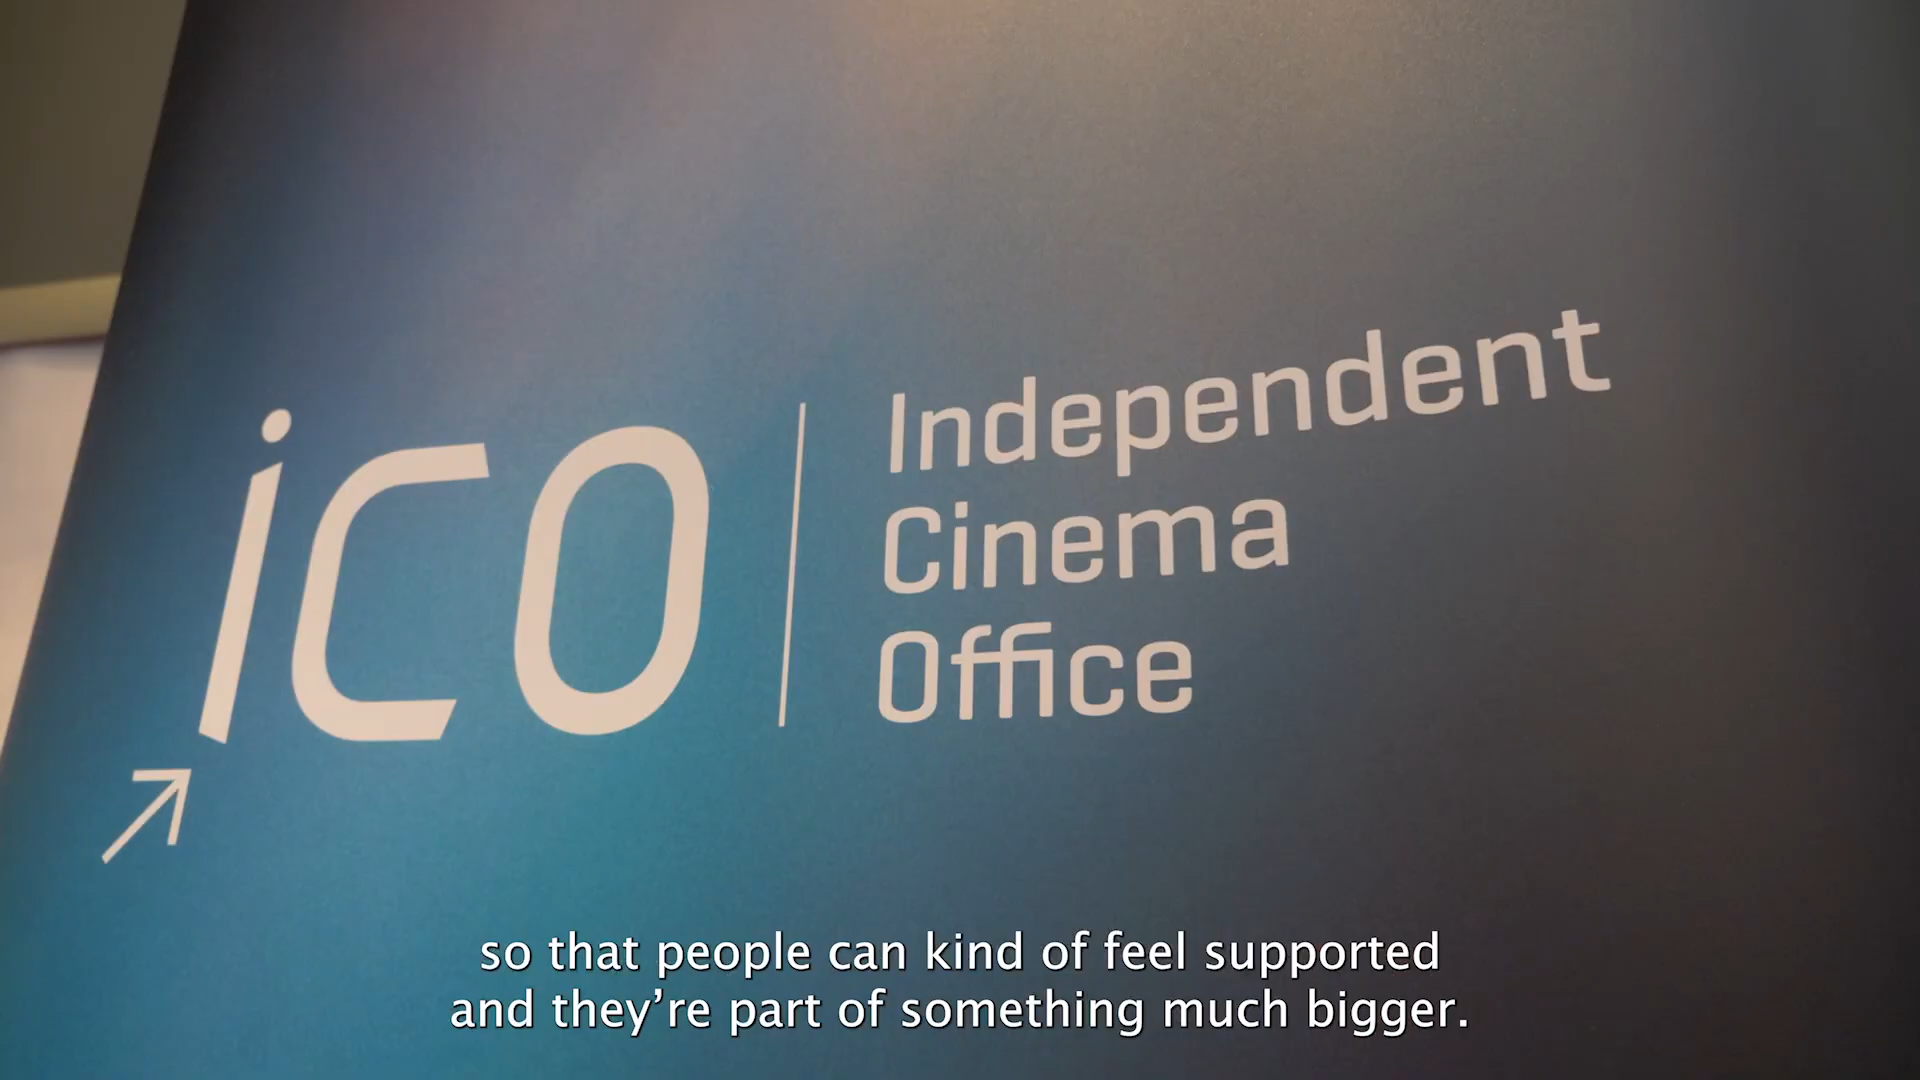 ico
Independent
Cinema
Office
so that people can kind of feel supported
and they’re part of something much bigger.